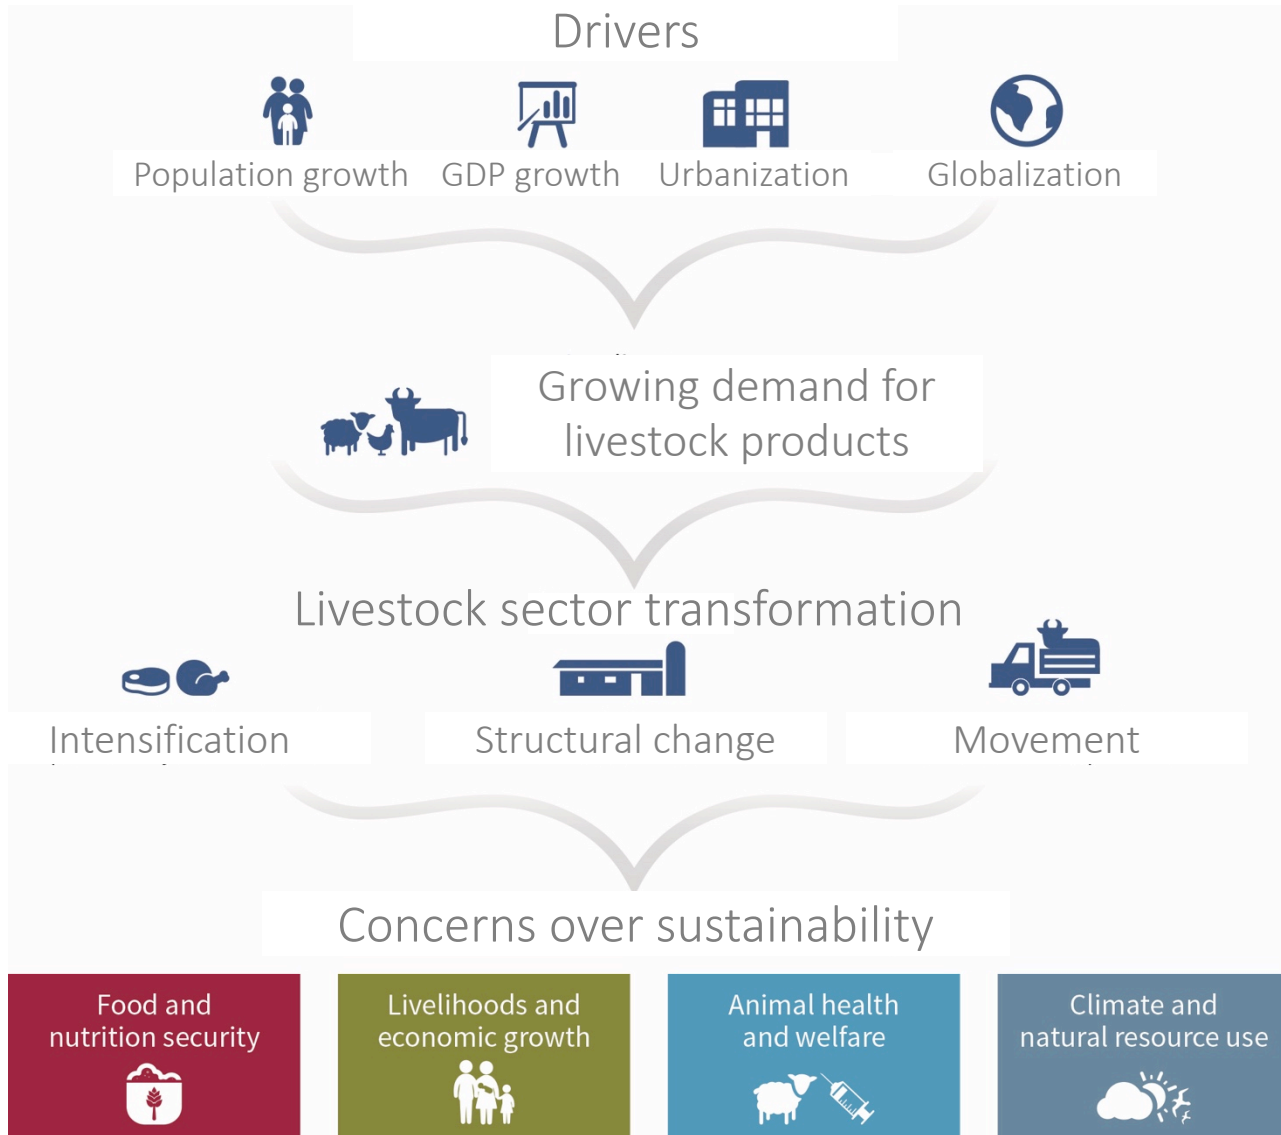 Drivers
Population growth GDP growth Urbanization Globalization
Growing demand for
livestock products
Livestock sector transformation
Intensification Structural change Movement
Concerns over sustainability
Food and
nutrition security
Livelihoods and
economic growth
Animal health
and welfare
Climate and
natural resource use